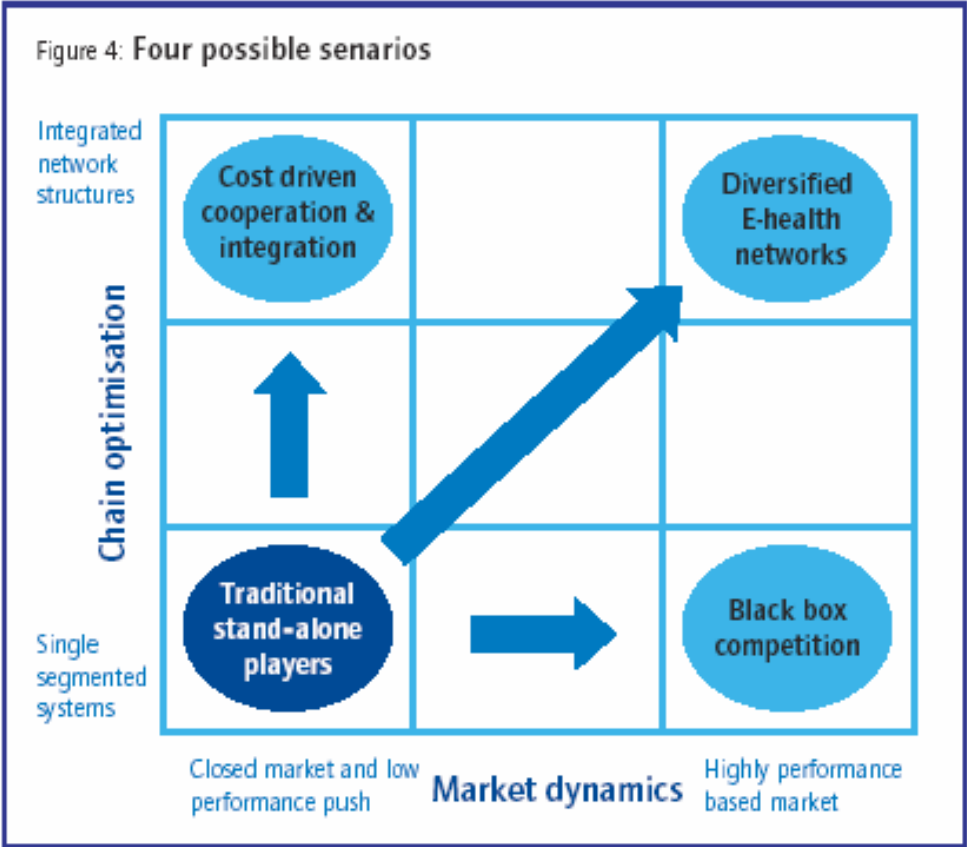 Figure 4: Four possible senarios
Integrated
network
structures
Cost driven
cooperation &
integration
Diversified
E-health
networks
Chain optimisation
Traditional
stand-alone
players
Black box
competition
Single
segmented
systems
Closed market and low
performance push
Market dynamics
Highly performance
based market